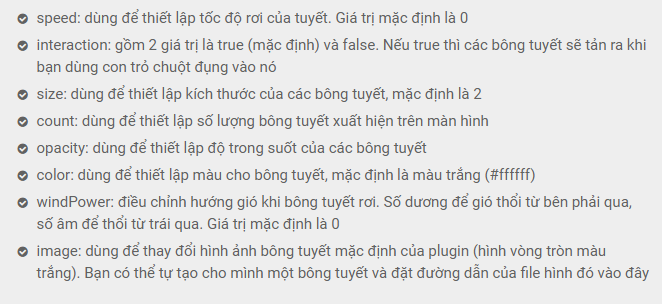 speed: dùng để thiết lập tốc độ rơi của tuyết. Giá trị mặc định là 0
interaction: gồm 2 giá trị là true (mặc định) và false. Nếu true thì các bông tuyết sẽ tản ra khi
bạn dùng con trỏ chuột đụng vào nó
size: dùng để thiết lập kích thước của các bông tuyết, mặc định là 2
count: dùng để thiết lập số lượng bông tuyết xuất hiện trên màn hình
opacity: dùng để thiết lập độ trong suốt của các bông tuyết
color: dùng để thiết lập màu cho bông tuyết, mặc định là màu trắng (#ffffff)
windPower: điều chỉnh hướng gió khi bông tuyết rơi. Số dương để gió thổi từ bên phải qua,
số âm để thổi từ trái qua. Giá trị mặc định là 0
image: dùng để thay đổi hình ảnh bông tuyết mặc định của plugin (hình vòng tròn màu
trắng). Bạn có thể tự tạo cho mình một bông tuyết và đặt đường dẫn của file hình đó vào đây